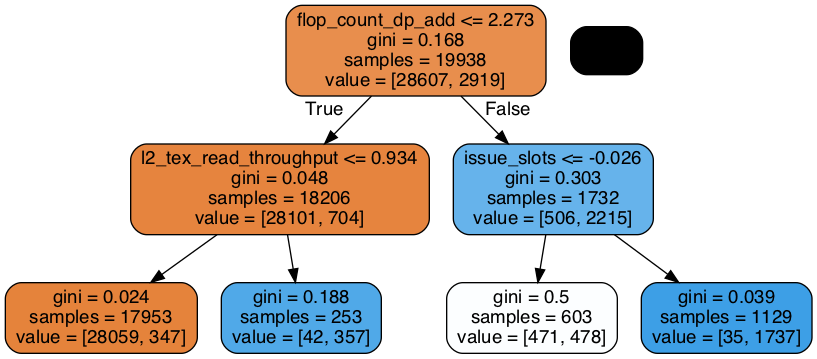 flop_count_dp_add <= 2.273
gini = 0.168
samples = 19938
value = [28607, 2919]
True
False
l2_tex_read_throughput <= 0.934
gini = 0.048
samples = 18206
value = [28101, 704]
issue_slots <= -0.026
gini = 0.303
samples = 1732
value = [506, 2215]
gini = 0.024
samples = 17953
value = [28059, 347]
gini = 0.188
samples = 253
value = [42, 357]
gini = 0.5
samples = 603
value = [471, 478]
gini = 0.039
samples = 1129
value = [35, 1737]